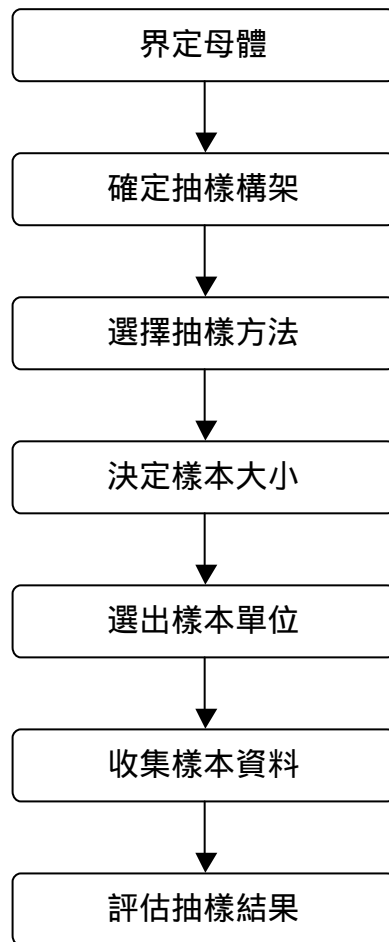 界定母體
確定抽樣構架
選擇抽樣方法
決定樣本大小
選出樣本單位
收集樣本資料
評估抽樣結果